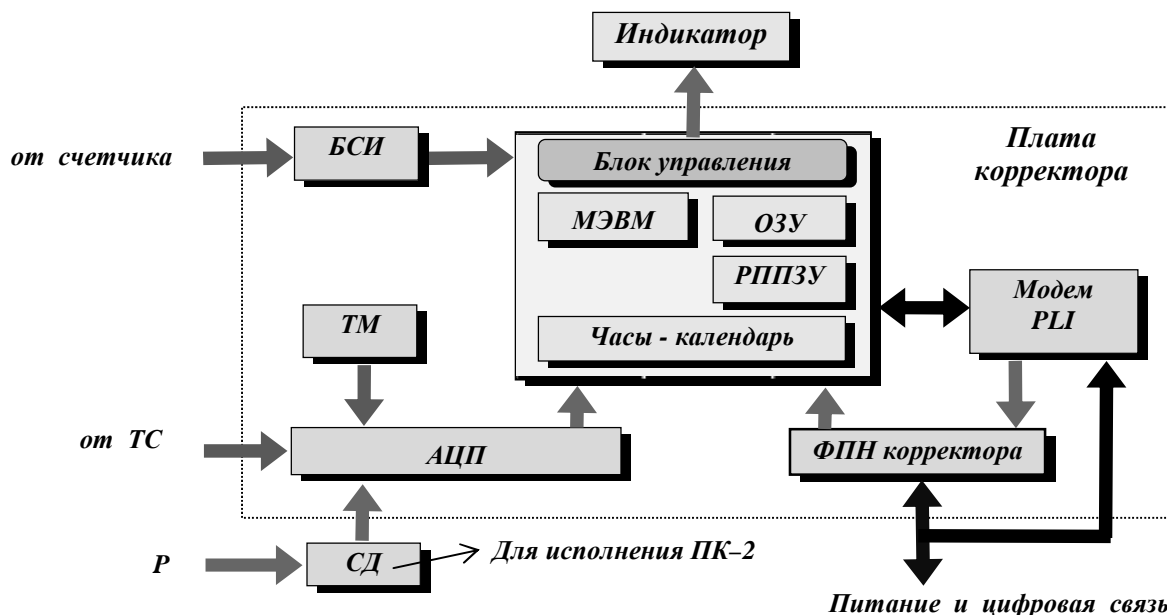 Индикатор
Плата
корректора
от счетчика
БСИ
Блок управления
МЭВМ
ОЗУ
РППЗУ
Модем
PLI
ТМ
Часы - календарь
от ТС
АЦП
ФПН корректора
Р
СД
Для исполнения ПК–2
Питание и цифровая связь